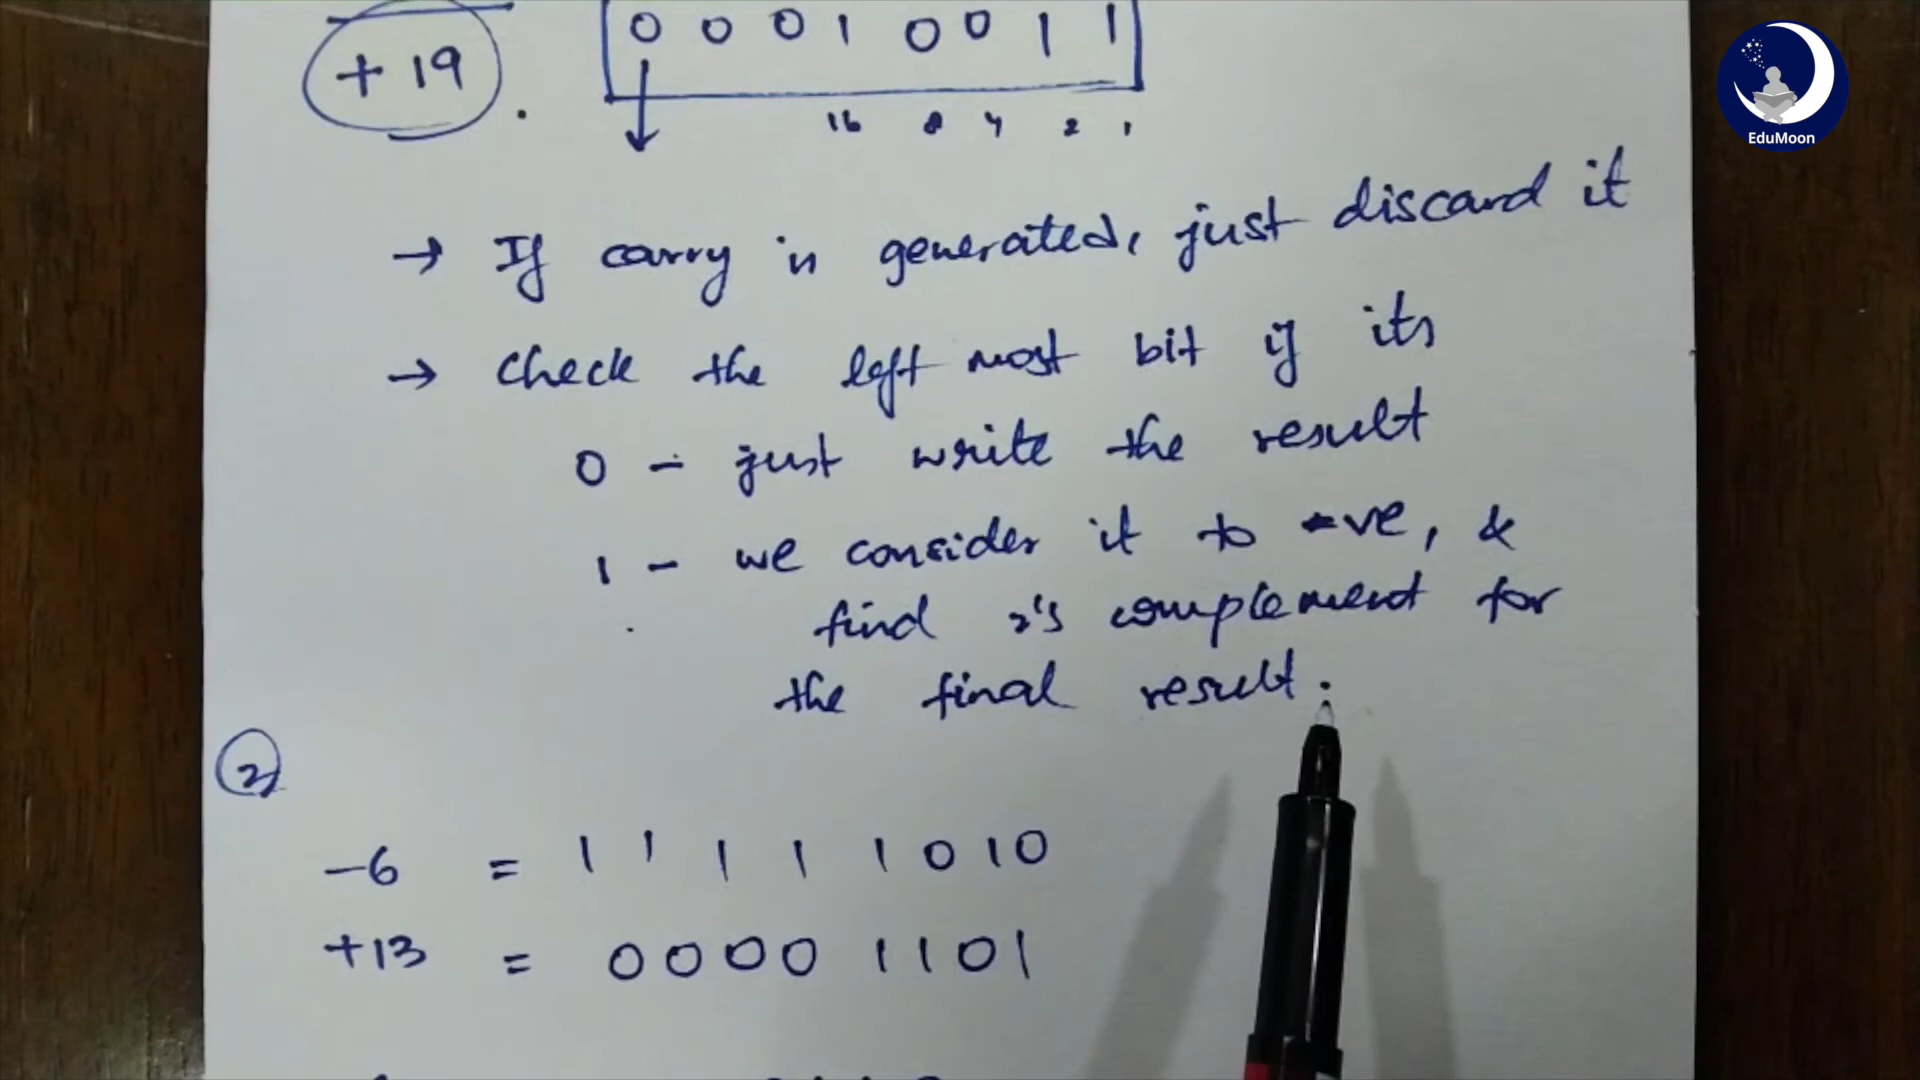 +19 0 0 0 1 0 0 1 1
16 8 4 2 1
→ If carry is generated, just discard it
→ check the left most bit if its
0 - just write the result
1 - we consider it to -ve, &
find 2's complement for
the final result.
2
-6 = 1 1 1 1 1 0 1 0
+13 = 0 0 0 0 1 1 0 1
EduMoon